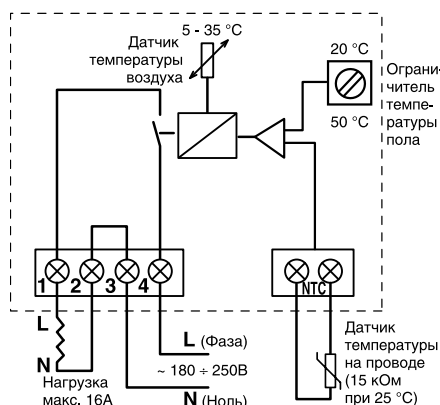 5 - 35 °C
Датчик
температуры
воздуха
20 °C
50 °C
Ограни-
читель
темпе-
ратуры
пола
1
2
3
4
NTC
L
N
Нагрузка
макс. 16А
L (Фаза)
~ 180 ÷ 250В
N (Ноль)
Датчик
температуры
на проводе
(15 кОм
при 25 °C)